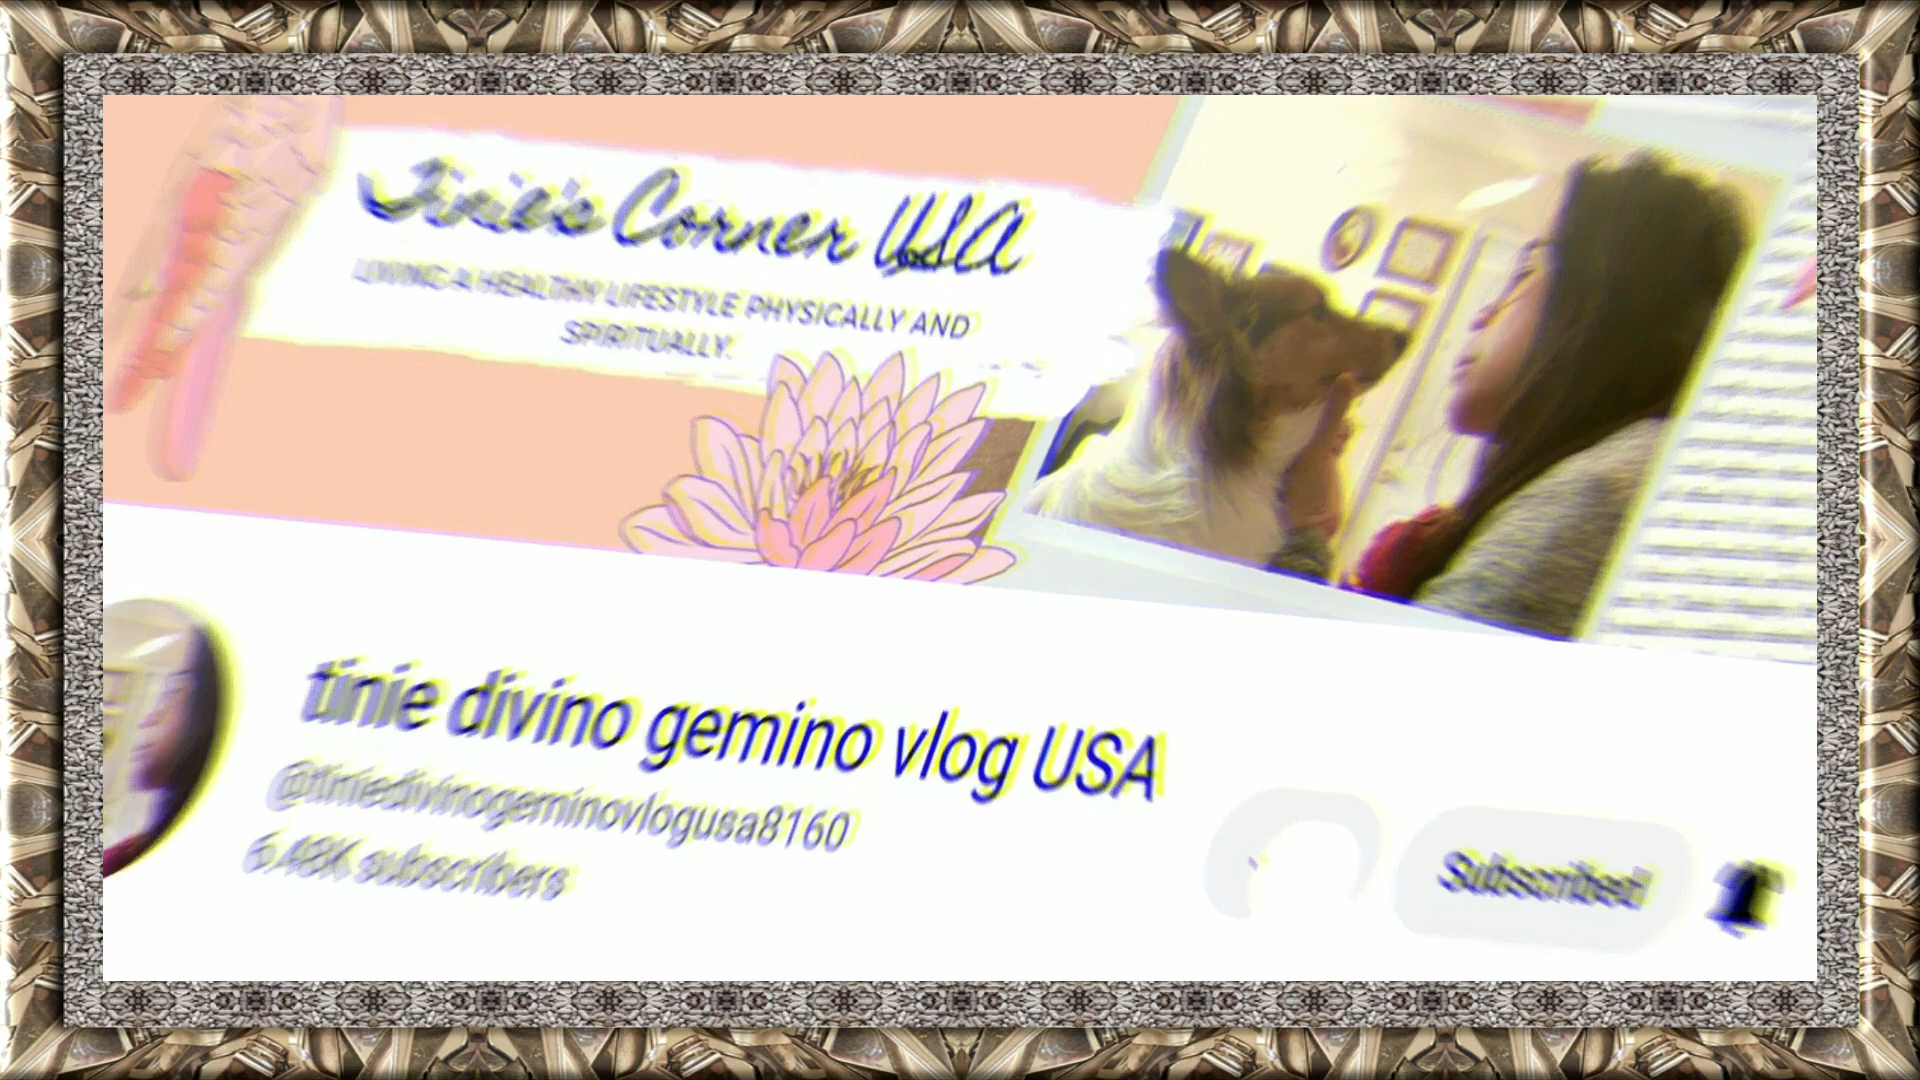 Tinie's Corner USA
LIVING A HEALTHY LIFESTYLE PHYSICALLY AND
SPIRITUALLY.
tinie divino gemino vlog USA
@tiniedivinogeminovlogusa8160
6.48K subscribers
Subscribed